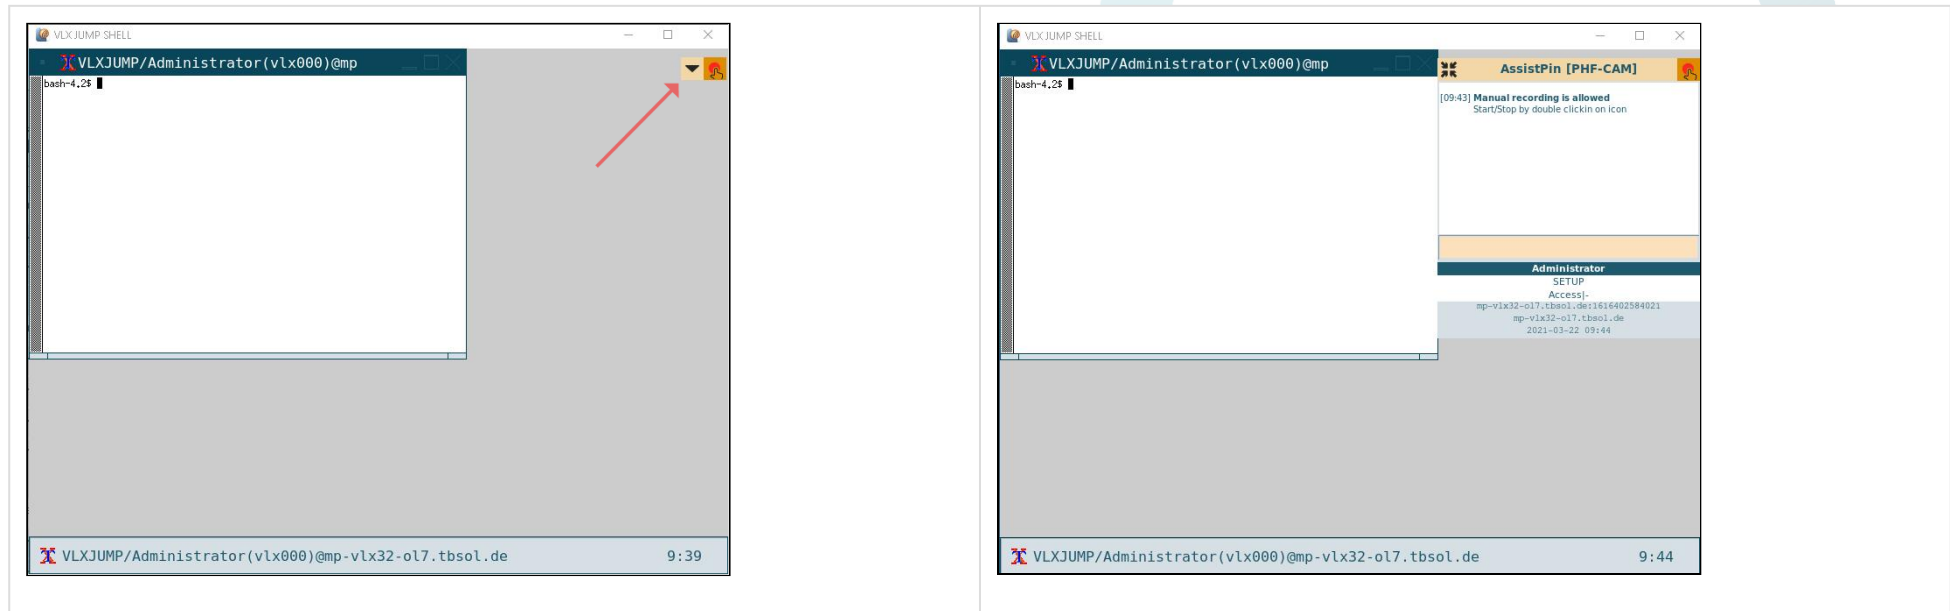 VLX JUMP SHELL
VLXJUMP/Administrator(vlx000)@mp
bash-4.2$
VLXJUMP/Administrator(vlx000)@mp-vlx32-ol7.tbsol.de
9:39
VLX JUMP SHELL
VLXJUMP/Administrator(vlx000)@mp
bash-4.2$
AssistPin [PHF-CAM]
[09:43] Manual recording is allowed
Start/Stop by double clickin on icon
Administrator
SETUP
Access|-
mp-vlx32-ol7.tbsol.de:1616402584021
mp-vlx32-ol7.tbsol.de
2021-03-22 09:44
VLXJUMP/Administrator(vlx000)@mp-vlx32-ol7.tbsol.de
9:44